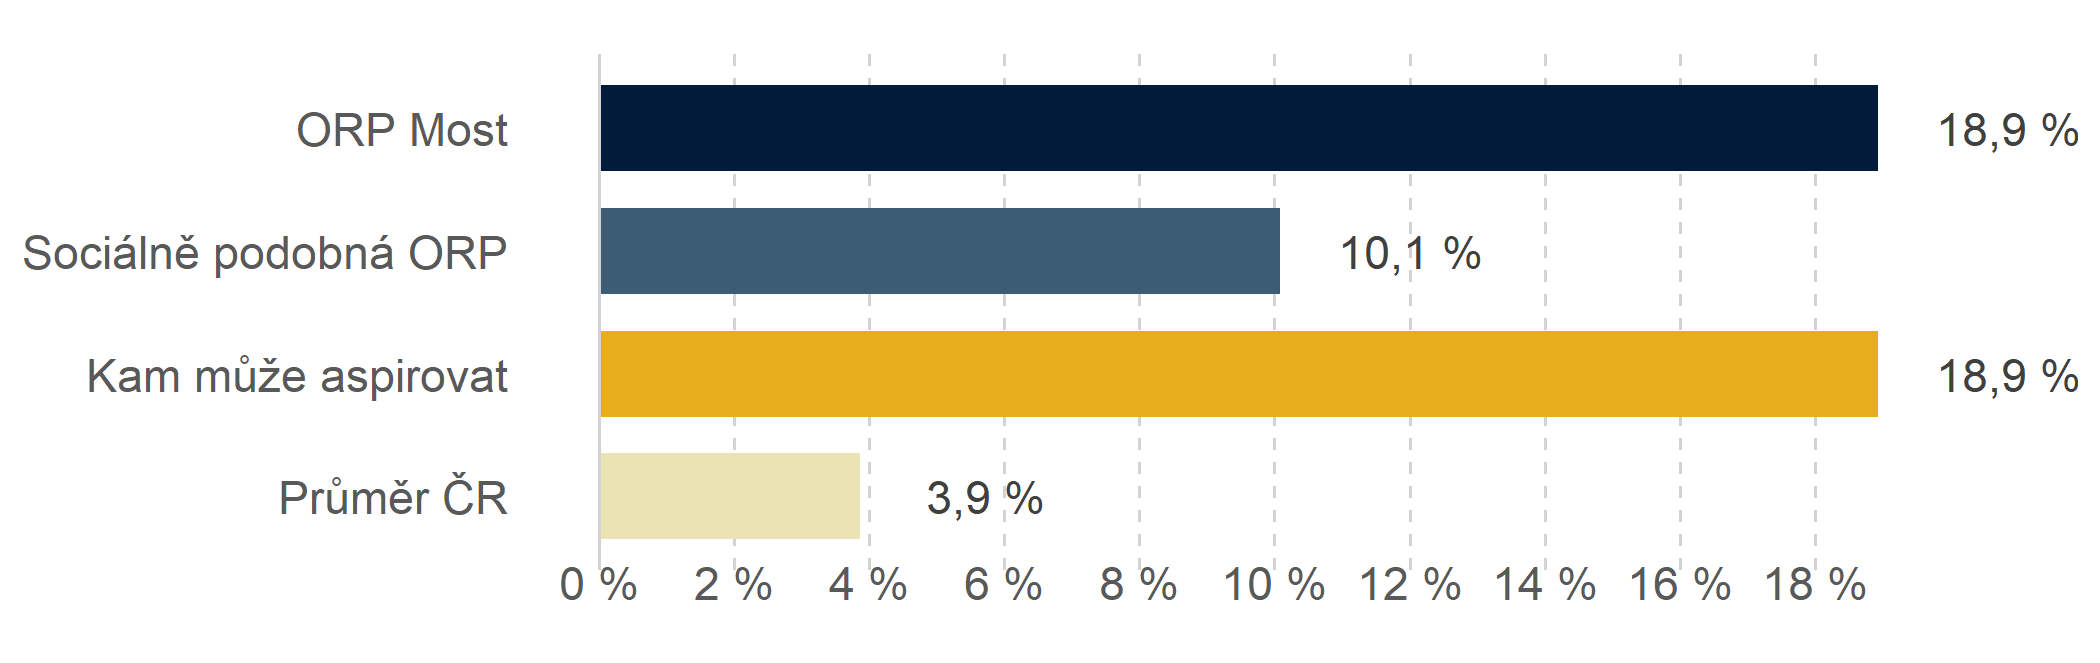 ORP Most
18,9 %
Sociálně podobná ORP
10,1 %
Kam může aspirovat
18,9 %
Průměr ČR
3,9 %
0 % 2 % 4 % 6 % 8 % 10 % 12 % 14 % 16 % 18 %